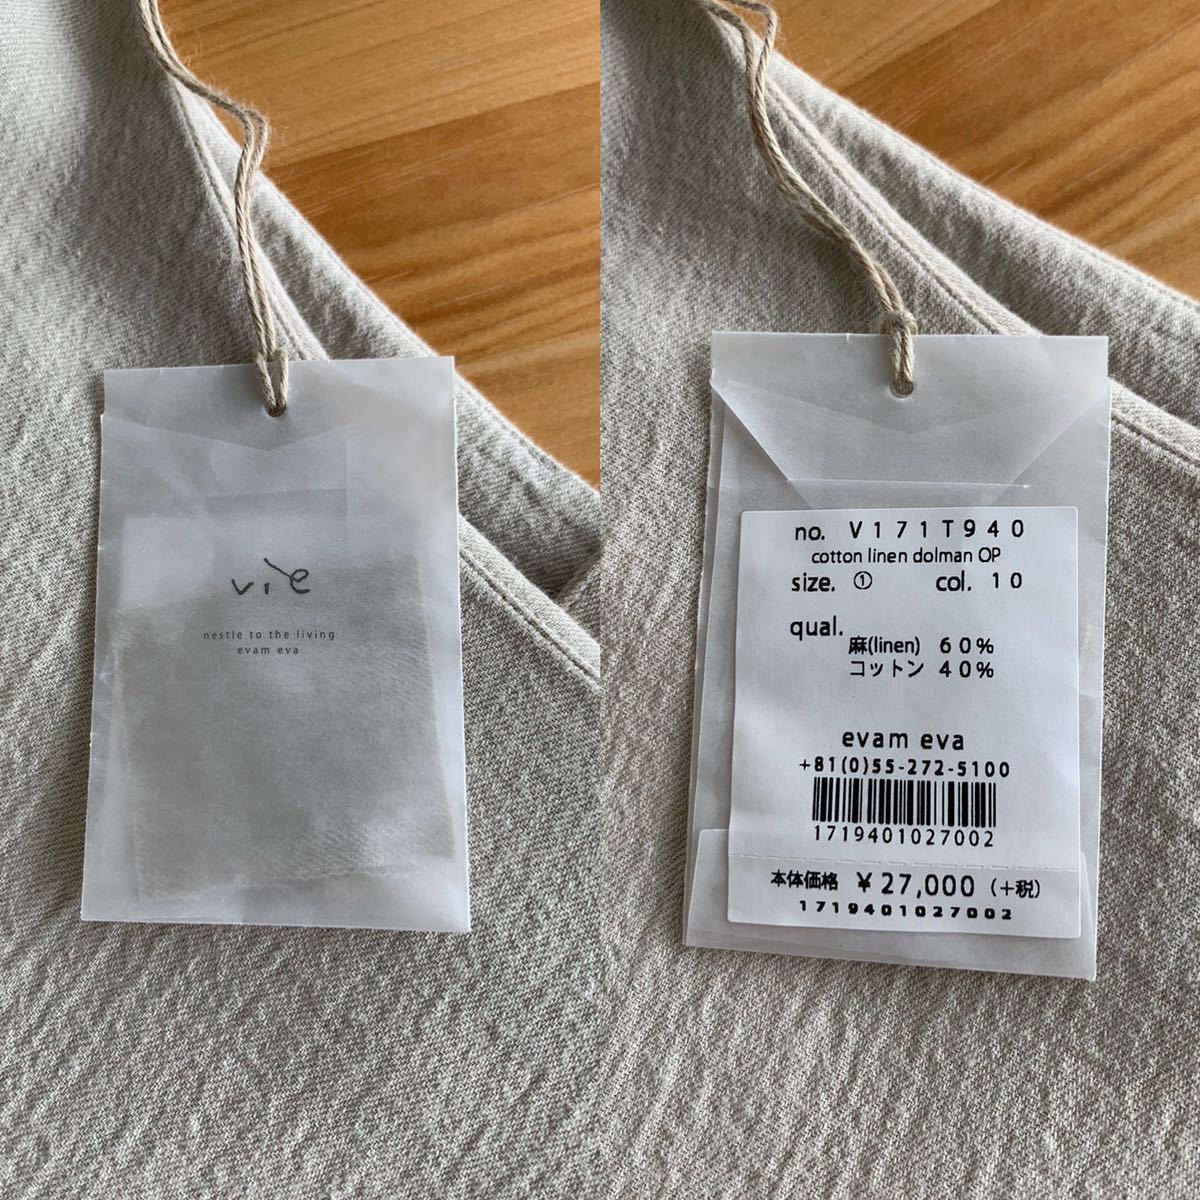 vie
nestle to the living
evam eva
no. V171T940
cotton linen dolman OP
size. ① col. 10
qual.
麻(linen) 60%
コットン 40%
evam eva
+81(0)55-272-5100
1719401027002
本体価格 ¥27,000 (+税)
1719401027002